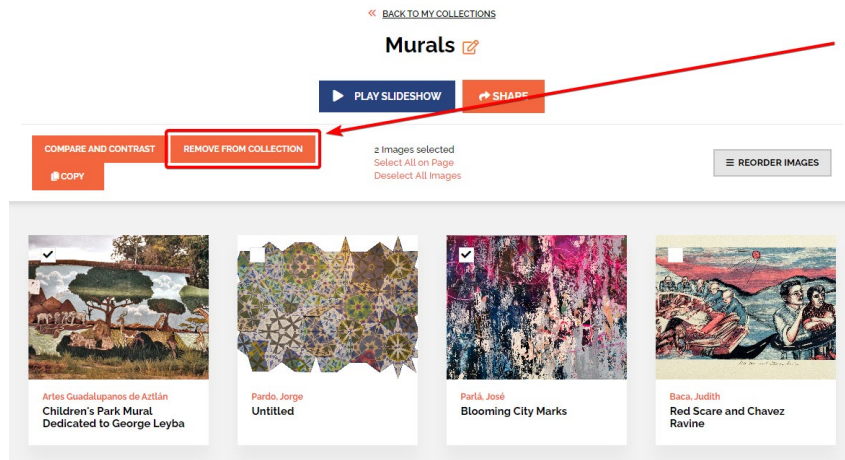 « BACK TO MY COLLECTIONS
Murals
PLAY SLIDESHOW
SHARE
COMPARE AND CONTRAST
REMOVE FROM COLLECTION
COPY
2 Images selected
Select All on Page
Deselect All Images
REORDER IMAGES
Artes Guadalupanos de Aztlán
Children's Park Mural
Dedicated to George Leyba
Pardo, Jorge
Untitled
Parlá, José
Blooming City Marks
Baca, Judith
Red Scare and Chavez
Ravine